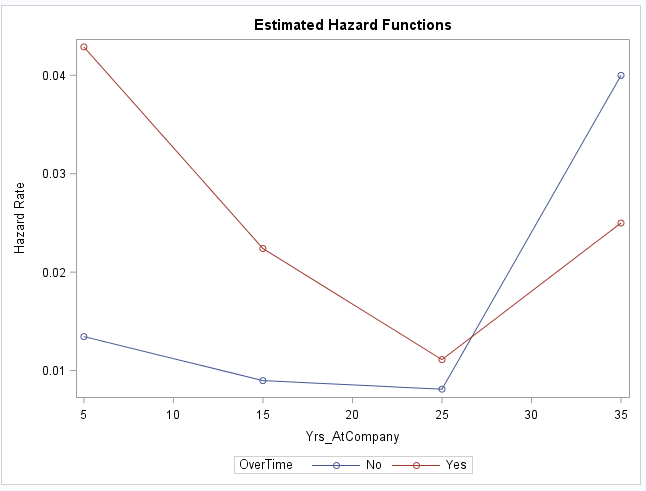 Estimated Hazard Functions
0.04
0.03
0.02
0.01
Hazard Rate
5 10 15 20 25 30 35
Yrs_AtCompany
OverTime No Yes